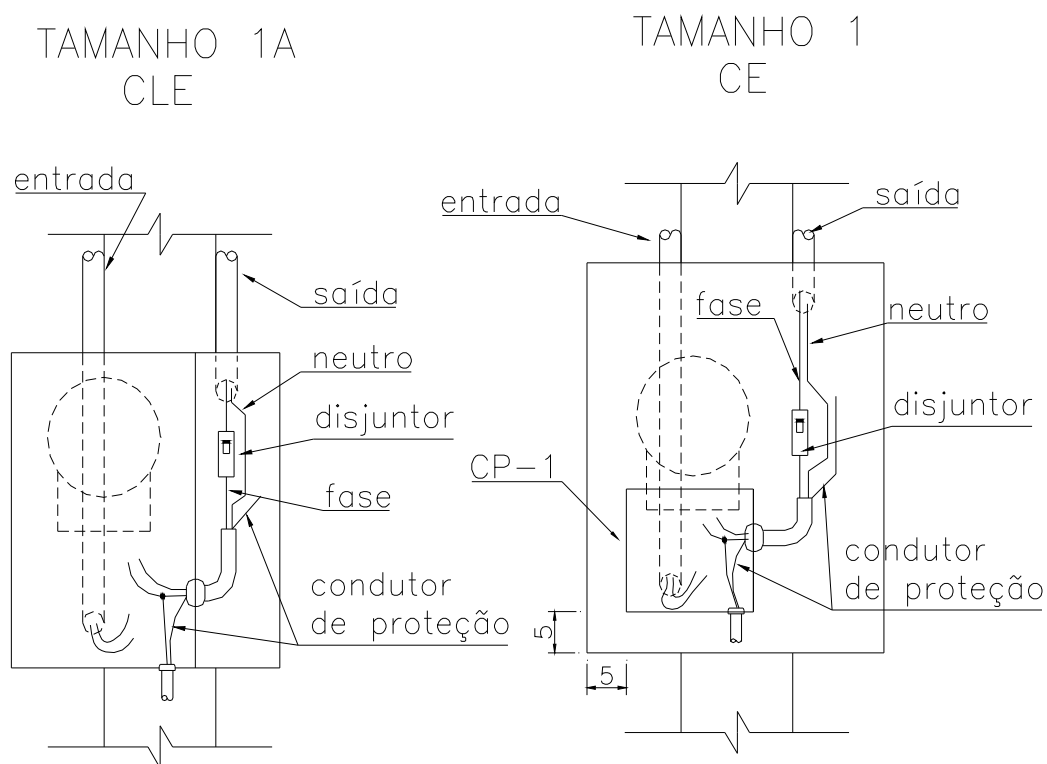 TAMANHO 1A
CLE
entrada
saída
neutro
disjuntor
fase
condutor
de proteção
TAMANHO 1
CE
entrada
saída
fase
neutro
disjuntor
CP-1
condutor
de proteção
5
5